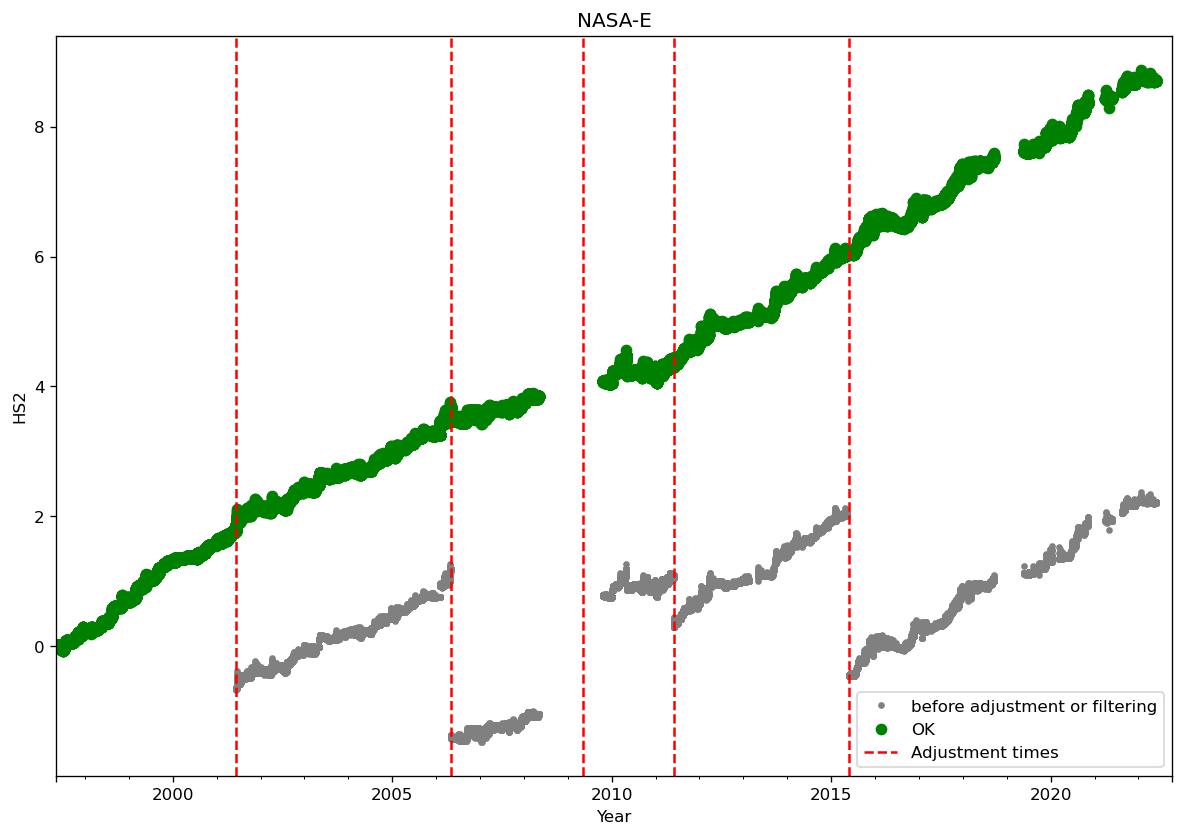 NASA-E
HS2
8
6
4
2
0
before adjustment or filtering
OK
Adjustment times
2000 2005 2010 2015 2020
Year